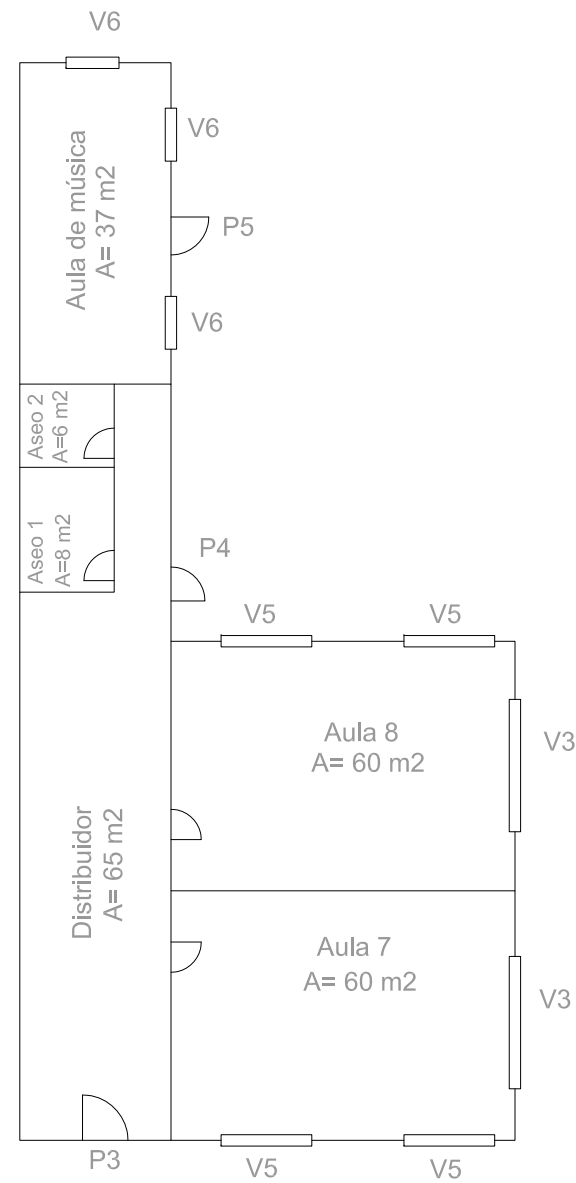 V6
V6
Aula de música
A= 37 m2
P5
V6
Aseo 2
A=6 m2
Aseo 1
A=8 m2
P4
V5
V5
Aula 8
A= 60 m2
V3
Distribuidor
A= 65 m2
Aula 7
A= 60 m2
V3
P3
V5
V5